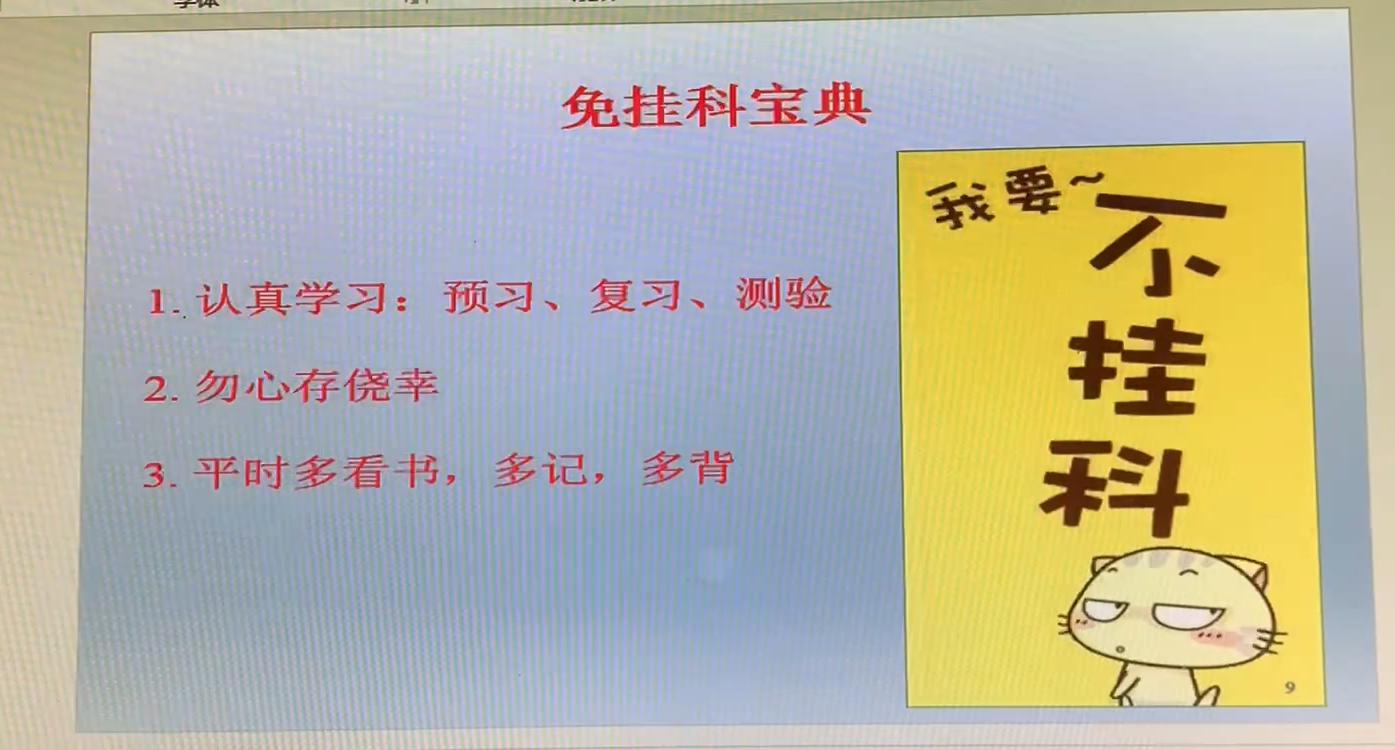 免挂科宝典
1. 认真学习：预习、复习、测验
2. 勿心存侥幸
3. 平时多看书，多记，多背
我要~
不
挂
科
9